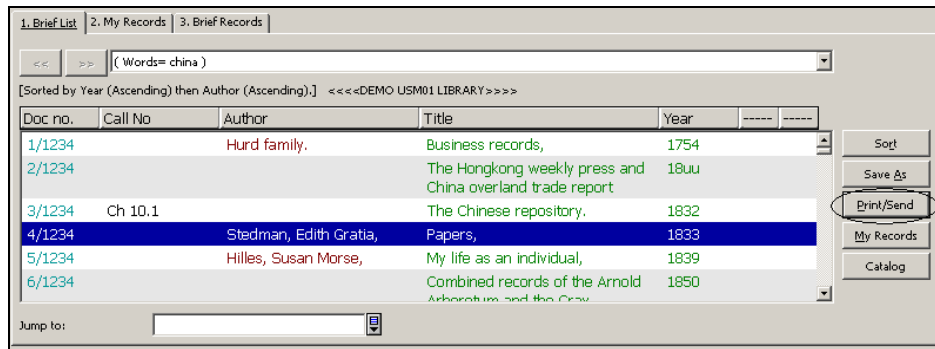 1. Brief List 2. My Records 3. Brief Records
<< >> ( Words= china )
[Sorted by Year (Ascending) then Author (Ascending).] <<<<DEMO USM01 LIBRARY>>>>
Doc no. Call No Author Title Year ----- -----
1/1234 Hurd family. Business records, 1754
2/1234 The Hongkong weekly press and 18uu
China overland trade report
3/1234 Ch 10.1 The Chinese repository. 1832
4/1234 Stedman, Edith Gratia, Papers, 1833
5/1234 Hilles, Susan Morse, My life as an individual, 1839
6/1234 Combined records of the Arnold 1850
Arboretum and the Gray
Sort
Save As
Print/Send
My Records
Catalog
Jump to: